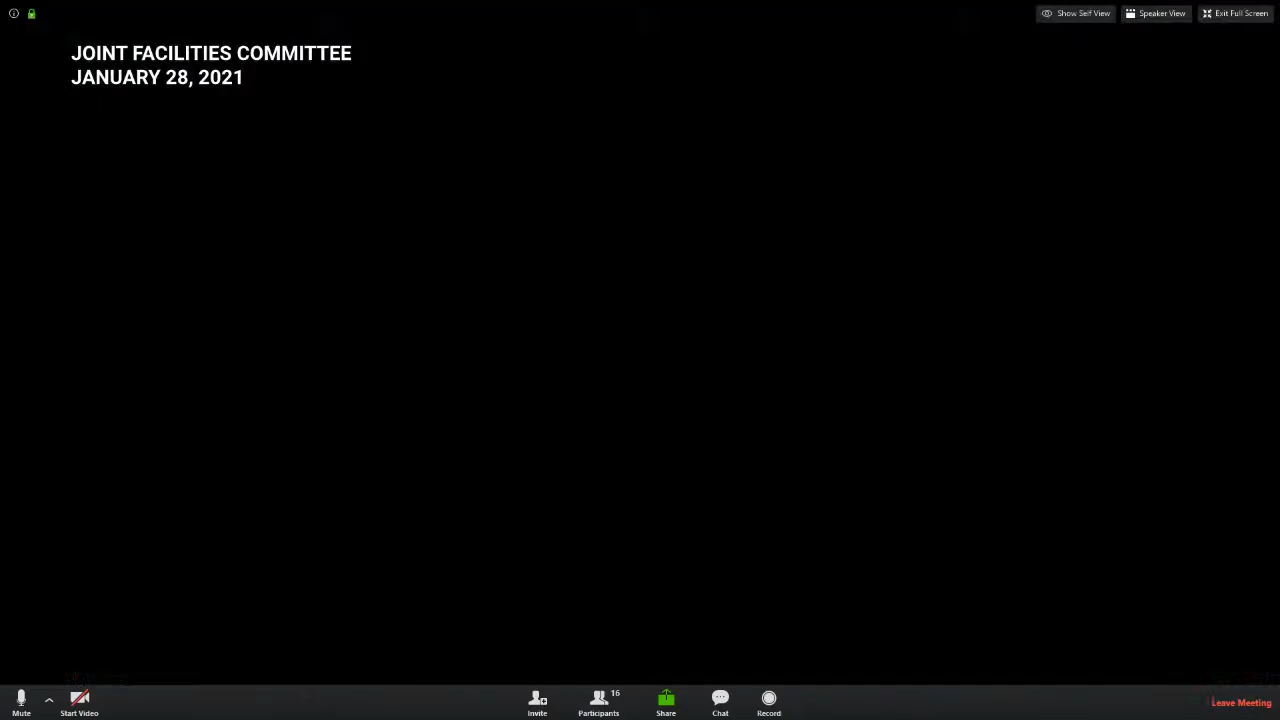 Show Self View
Speaker View
Exit Full Screen
JOINT FACILITIES COMMITTEE
JANUARY 28, 2021
Mute
Start Video
Invite
16
Participants
Share
Chat
Record
Leave Meeting